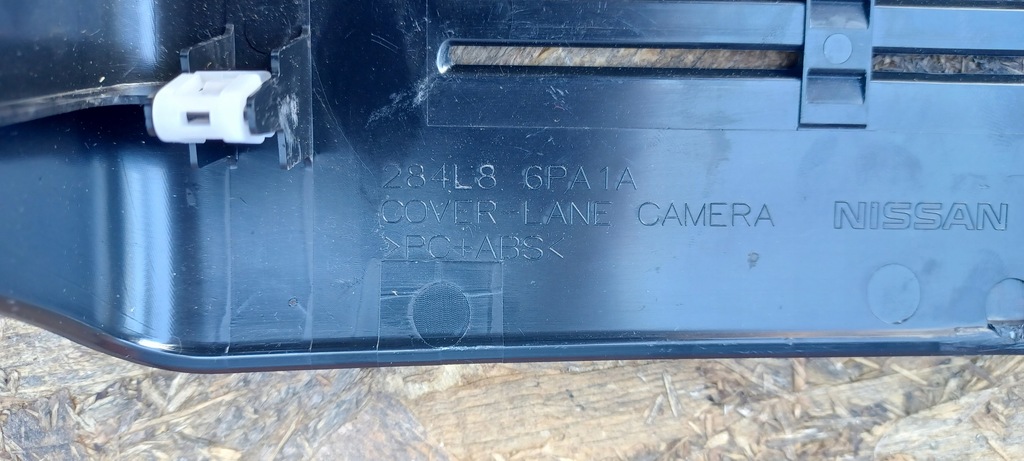 284L8 6PA1A
COVER-LANE CAMERA NISSAN
>PC+ABS<